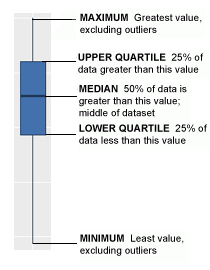 MAXIMUM Greatest value,
excluding outliers
UPPER QUARTILE 25% of
data greater than this value
MEDIAN 50% of data is
greater than this value;
middle of dataset
LOWER QUARTILE 25% of
data less than this value
MINIMUM Least value,
excluding outliers